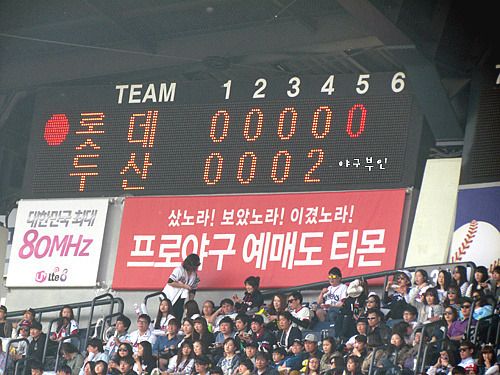 TEAM 1 2 3 4 5 6
롯데 0 0 0 0 0
두산 0 0 0 2
야구부인
대한민국 최대
80MHz
U+ LTE8
샀노라! 보았노라! 이겼노라!
프로야구 예매도 티몬